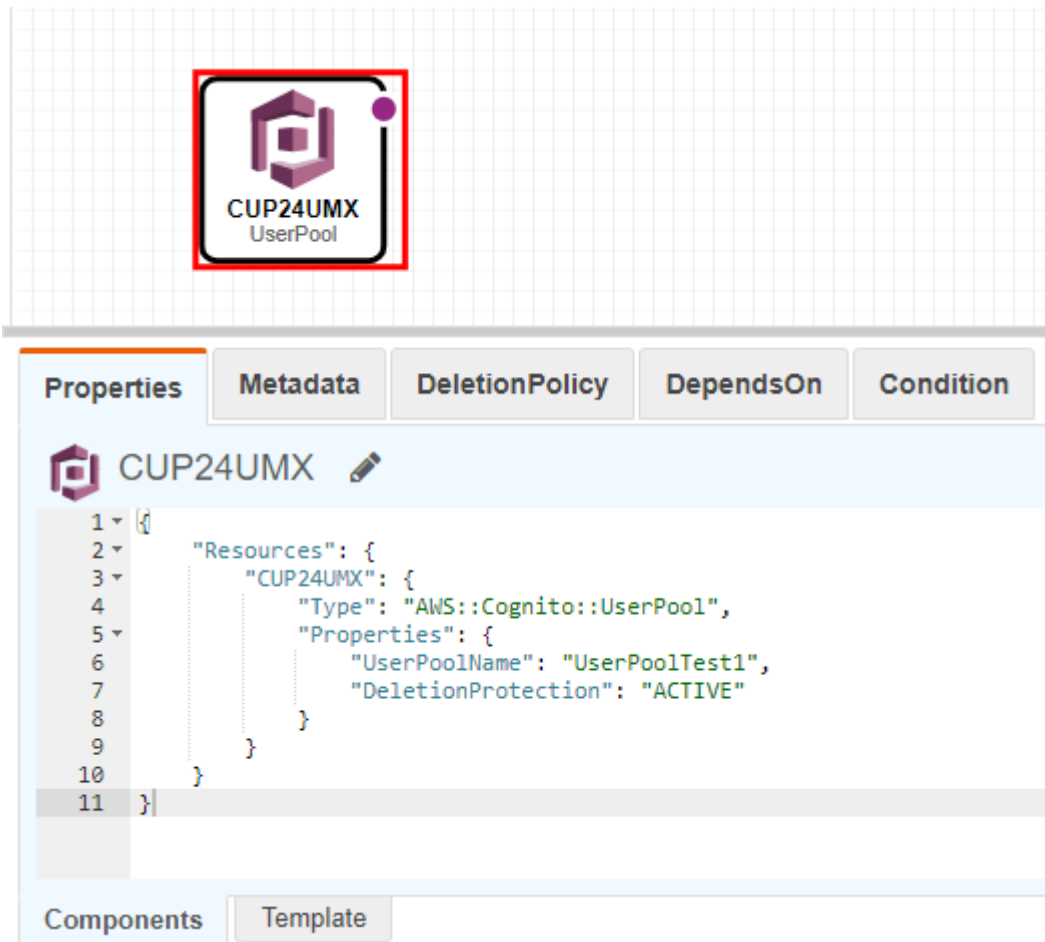 CUP24UMX
UserPool
Properties Metadata DeletionPolicy DependsOn Condition
CUP24UMX
1 {
2 "Resources": {
3 "CUP24UMX": {
4 "Type": "AWS::Cognito::UserPool",
5 "Properties": {
6 "UserPoolName": "UserPoolTest1",
7 "DeletionProtection": "ACTIVE"
8 }
9 }
10 }
11 }
Components Template